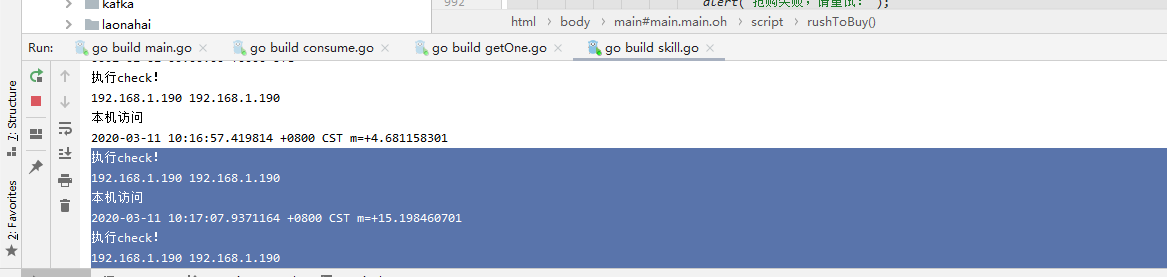 kafka
laonahai
992
alert("抢购失败，请重试！");
html › body › main#main.main.oh › script › rushToBuy()
Run: go build main.go × go build consume.go × go build getOne.go × go build skill.go ×
执行check!
192.168.1.190 192.168.1.190
本机访问
2020-03-11 10:16:57.419814 +0800 CST m=+4.681158301
执行check!
192.168.1.190 192.168.1.190
本机访问
2020-03-11 10:17:07.9371164 +0800 CST m=+15.198460701
执行check!
192.168.1.190 192.168.1.190
7: Structure
2: Favorites